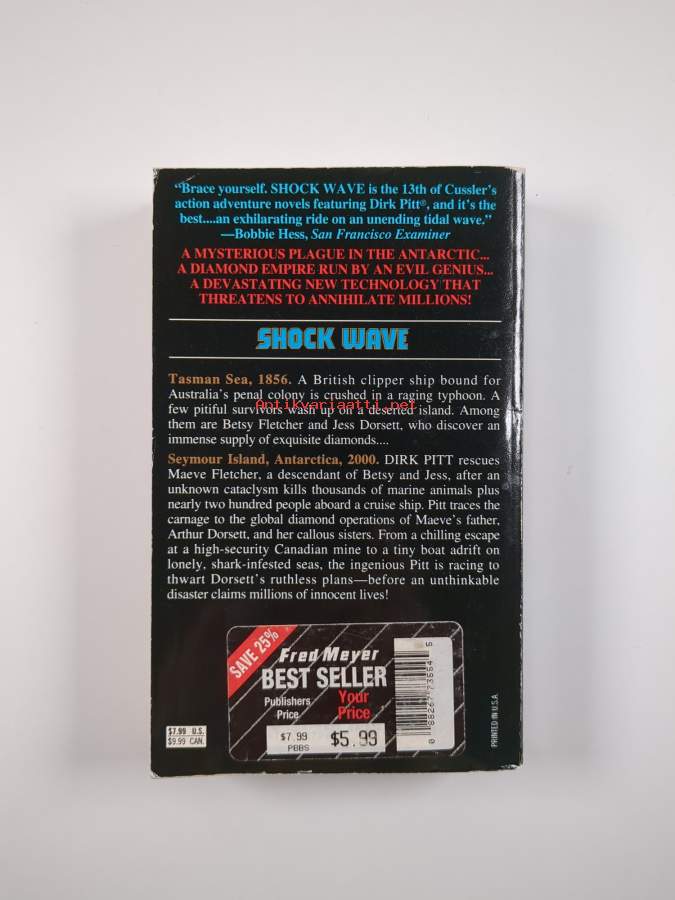 “Brace yourself. SHOCK WAVE is the 13th of Cussler’s
action adventure novels featuring Dirk Pitt®, and it’s the
best....an exhilarating ride on an unending tidal wave.”
—Bobbie Hess, San Francisco Examiner
A MYSTERIOUS PLAGUE IN THE ANTARCTIC...
A DIAMOND EMPIRE RUN BY AN EVIL GENIUS...
A DEVASTATING NEW TECHNOLOGY THAT
THREATENS TO ANNIHILATE MILLIONS!
SHOCK WAVE
Tasman Sea, 1856. A British clipper ship bound for
Australia’s penal colony is crushed in a raging typhoon. A
few pitiful survivors wash up on a deserted island. Among
Antikvariaatti.net
them are Betsy Fletcher and Jess Dorsett, who discover an
immense supply of exquisite diamonds....
Seymour Island, Antarctica, 2000. DIRK PITT rescues
Maeve Fletcher, a descendant of Betsy and Jess, after an
unknown cataclysm kills thousands of marine animals plus
nearly two hundred people aboard a cruise ship. Pitt traces the
carnage to the global diamond operations of Maeve’s father,
Arthur Dorsett, and her callous sisters. From a chilling escape
at a high-security Canadian mine to a tiny boat adrift on
lonely, shark-infested seas, the ingenious Pitt is racing to
thwart Dorsett’s ruthless plans—before an unthinkable
disaster claims millions of innocent lives!
SAVE 25%
Fred Meyer
BEST SELLER
Publishers
Price
Your
Price
$7.99
PBBS
$5.99
0 88267 73654 5
$7.99 U.S.
$9.99 CAN.
PRINTED IN U.S.A.